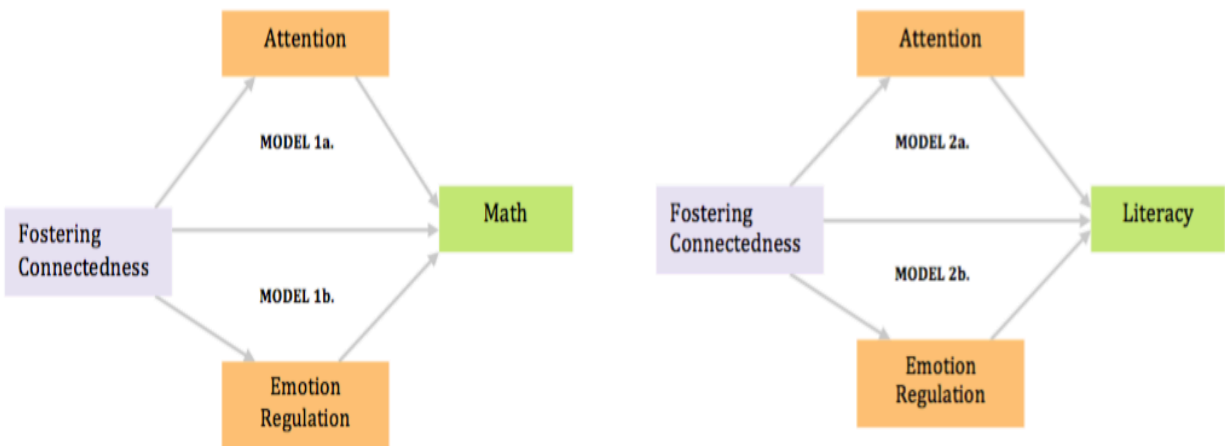 Attention
MODEL 1a.
Fostering
Connectedness
Math
MODEL 1b.
Emotion
Regulation
Attention
MODEL 2a.
Fostering
Connectedness
Literacy
MODEL 2b.
Emotion
Regulation